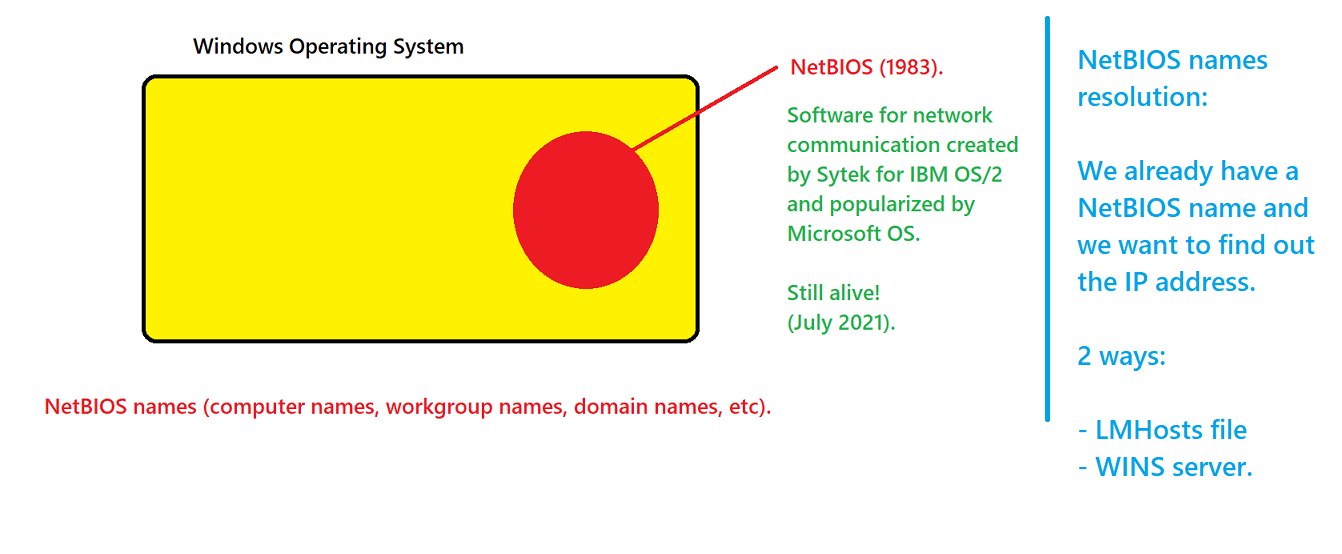 Windows Operating System
NetBIOS (1983).
Software for network
communication created
by Sytek for IBM OS/2
and popularized by
Microsoft OS.
Still alive!
(July 2021).
NetBIOS names (computer names, workgroup names, domain names, etc).
NetBIOS names
resolution:
We already have a
NetBIOS name and
we want to find out
the IP address.
2 ways:
- LMHosts file
- WINS server.